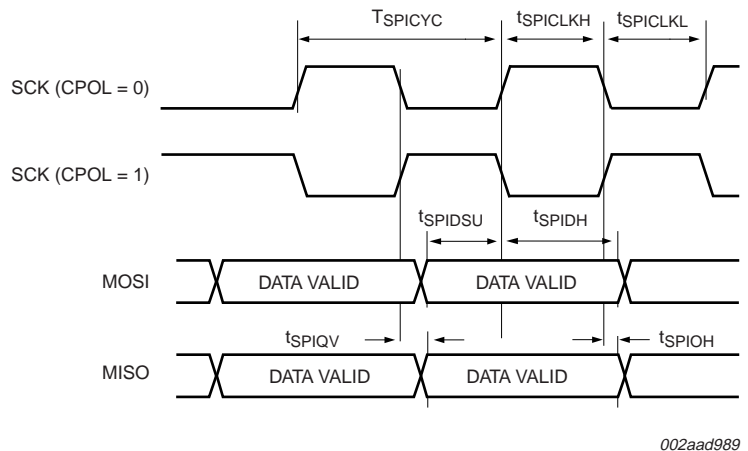 TSPICYC
tSPICLKH
tSPICLKL
SCK (CPOL = 0)
SCK (CPOL = 1)
tSPIDSU
tSPIDH
MOSI
DATA VALID
DATA VALID
tSPIQV
tSPIOH
MISO
DATA VALID
DATA VALID
002aad989